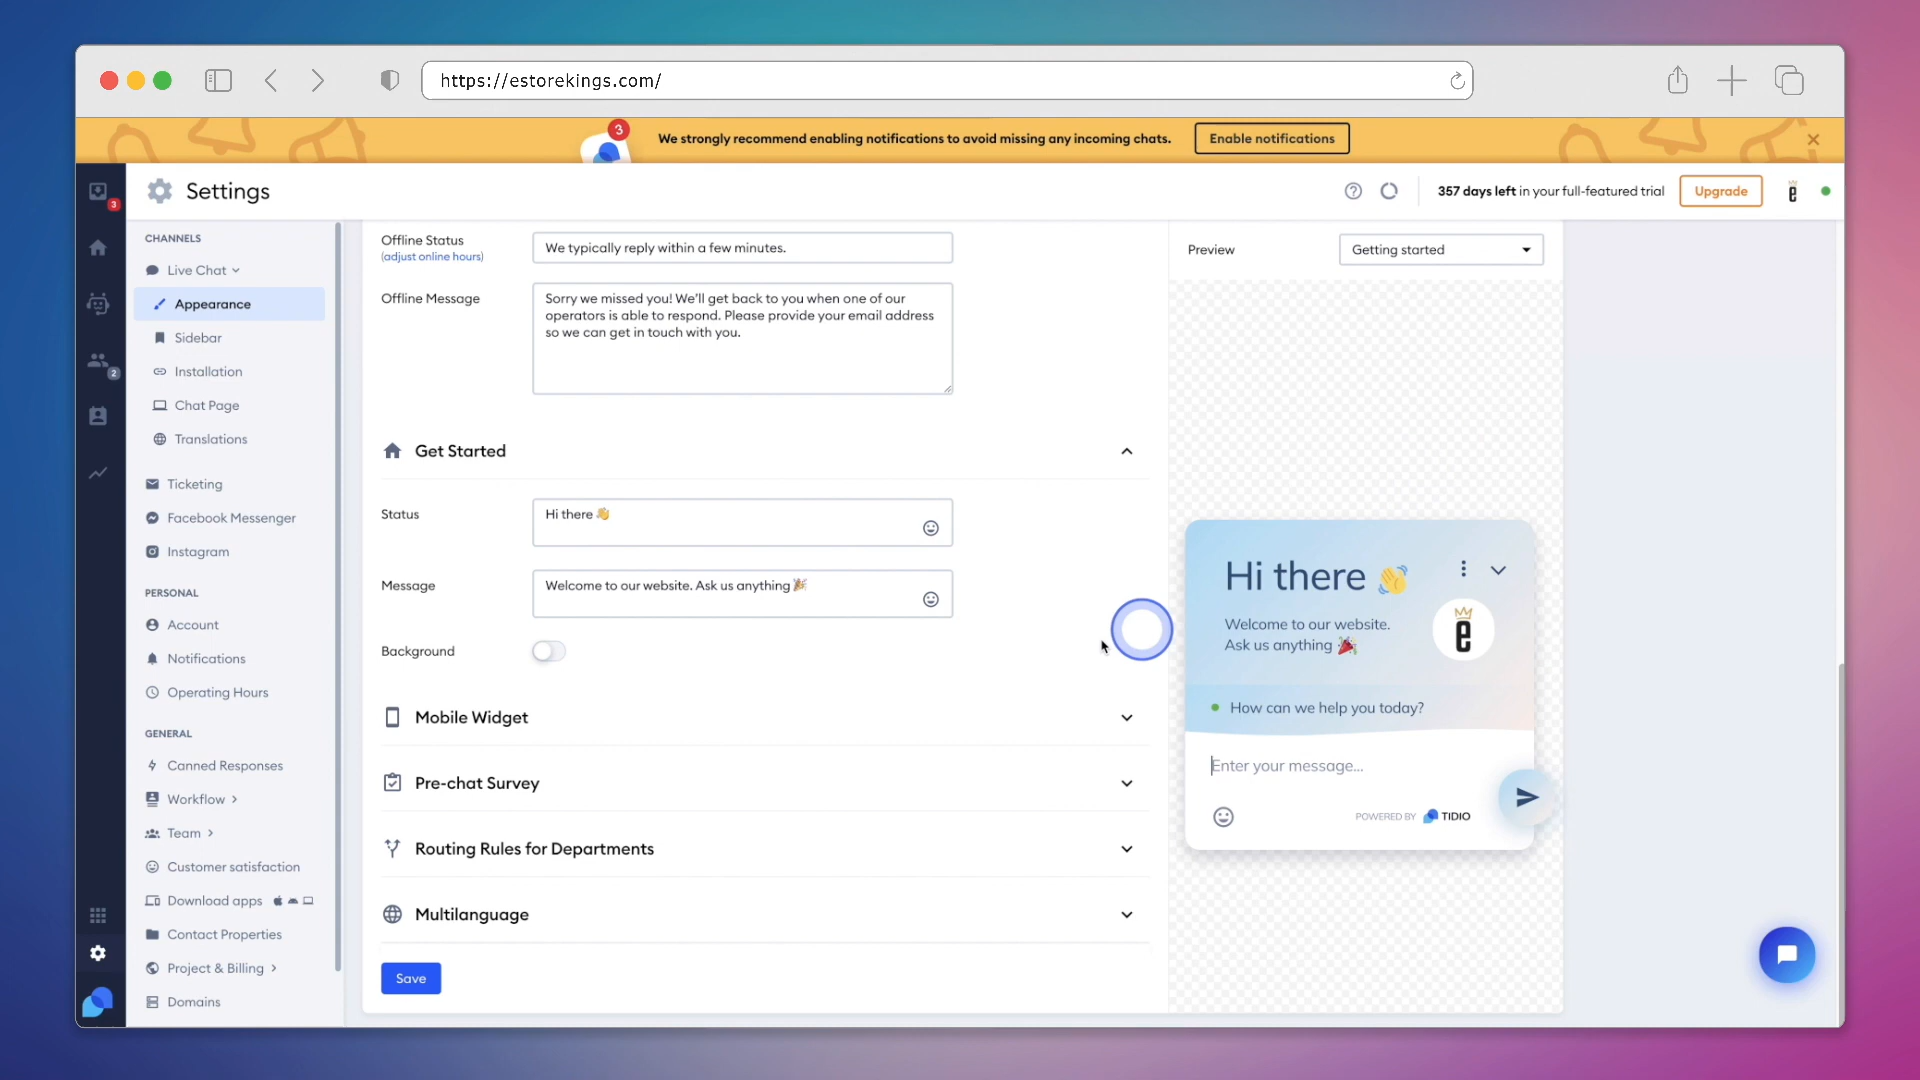 https://estorekings.com/
3
We strongly recommend enabling notifications to avoid missing any incoming chats.
Enable notifications
3
Settings
357 days left in your full-featured trial
Upgrade
e
CHANNELS
Live Chat
Appearance
Sidebar
Installation
2
Chat Page
Translations
Ticketing
Facebook Messenger
Instagram
PERSONAL
Account
Notifications
Operating Hours
GENERAL
Canned Responses
Workflow
Team
Customer satisfaction
Download apps
Contact Properties
Project & Billing
Domains
Offline Status
(adjust online hours)
We typically reply within a few minutes.
Offline Message
Sorry we missed you! We'll get back to you when one of our
operators is able to respond. Please provide your email address
so we can get in touch with you.
Get Started
Status
Hi there 👋
Message
Welcome to our website. Ask us anything 🎉
Background
Mobile Widget
Pre-chat Survey
Routing Rules for Departments
Multilanguage
Save
Preview
Getting started
Hi there 👋
Welcome to our website.
Ask us anything 🎉
e
How can we help you today?
Enter your message...
POWERED BY TIDIO